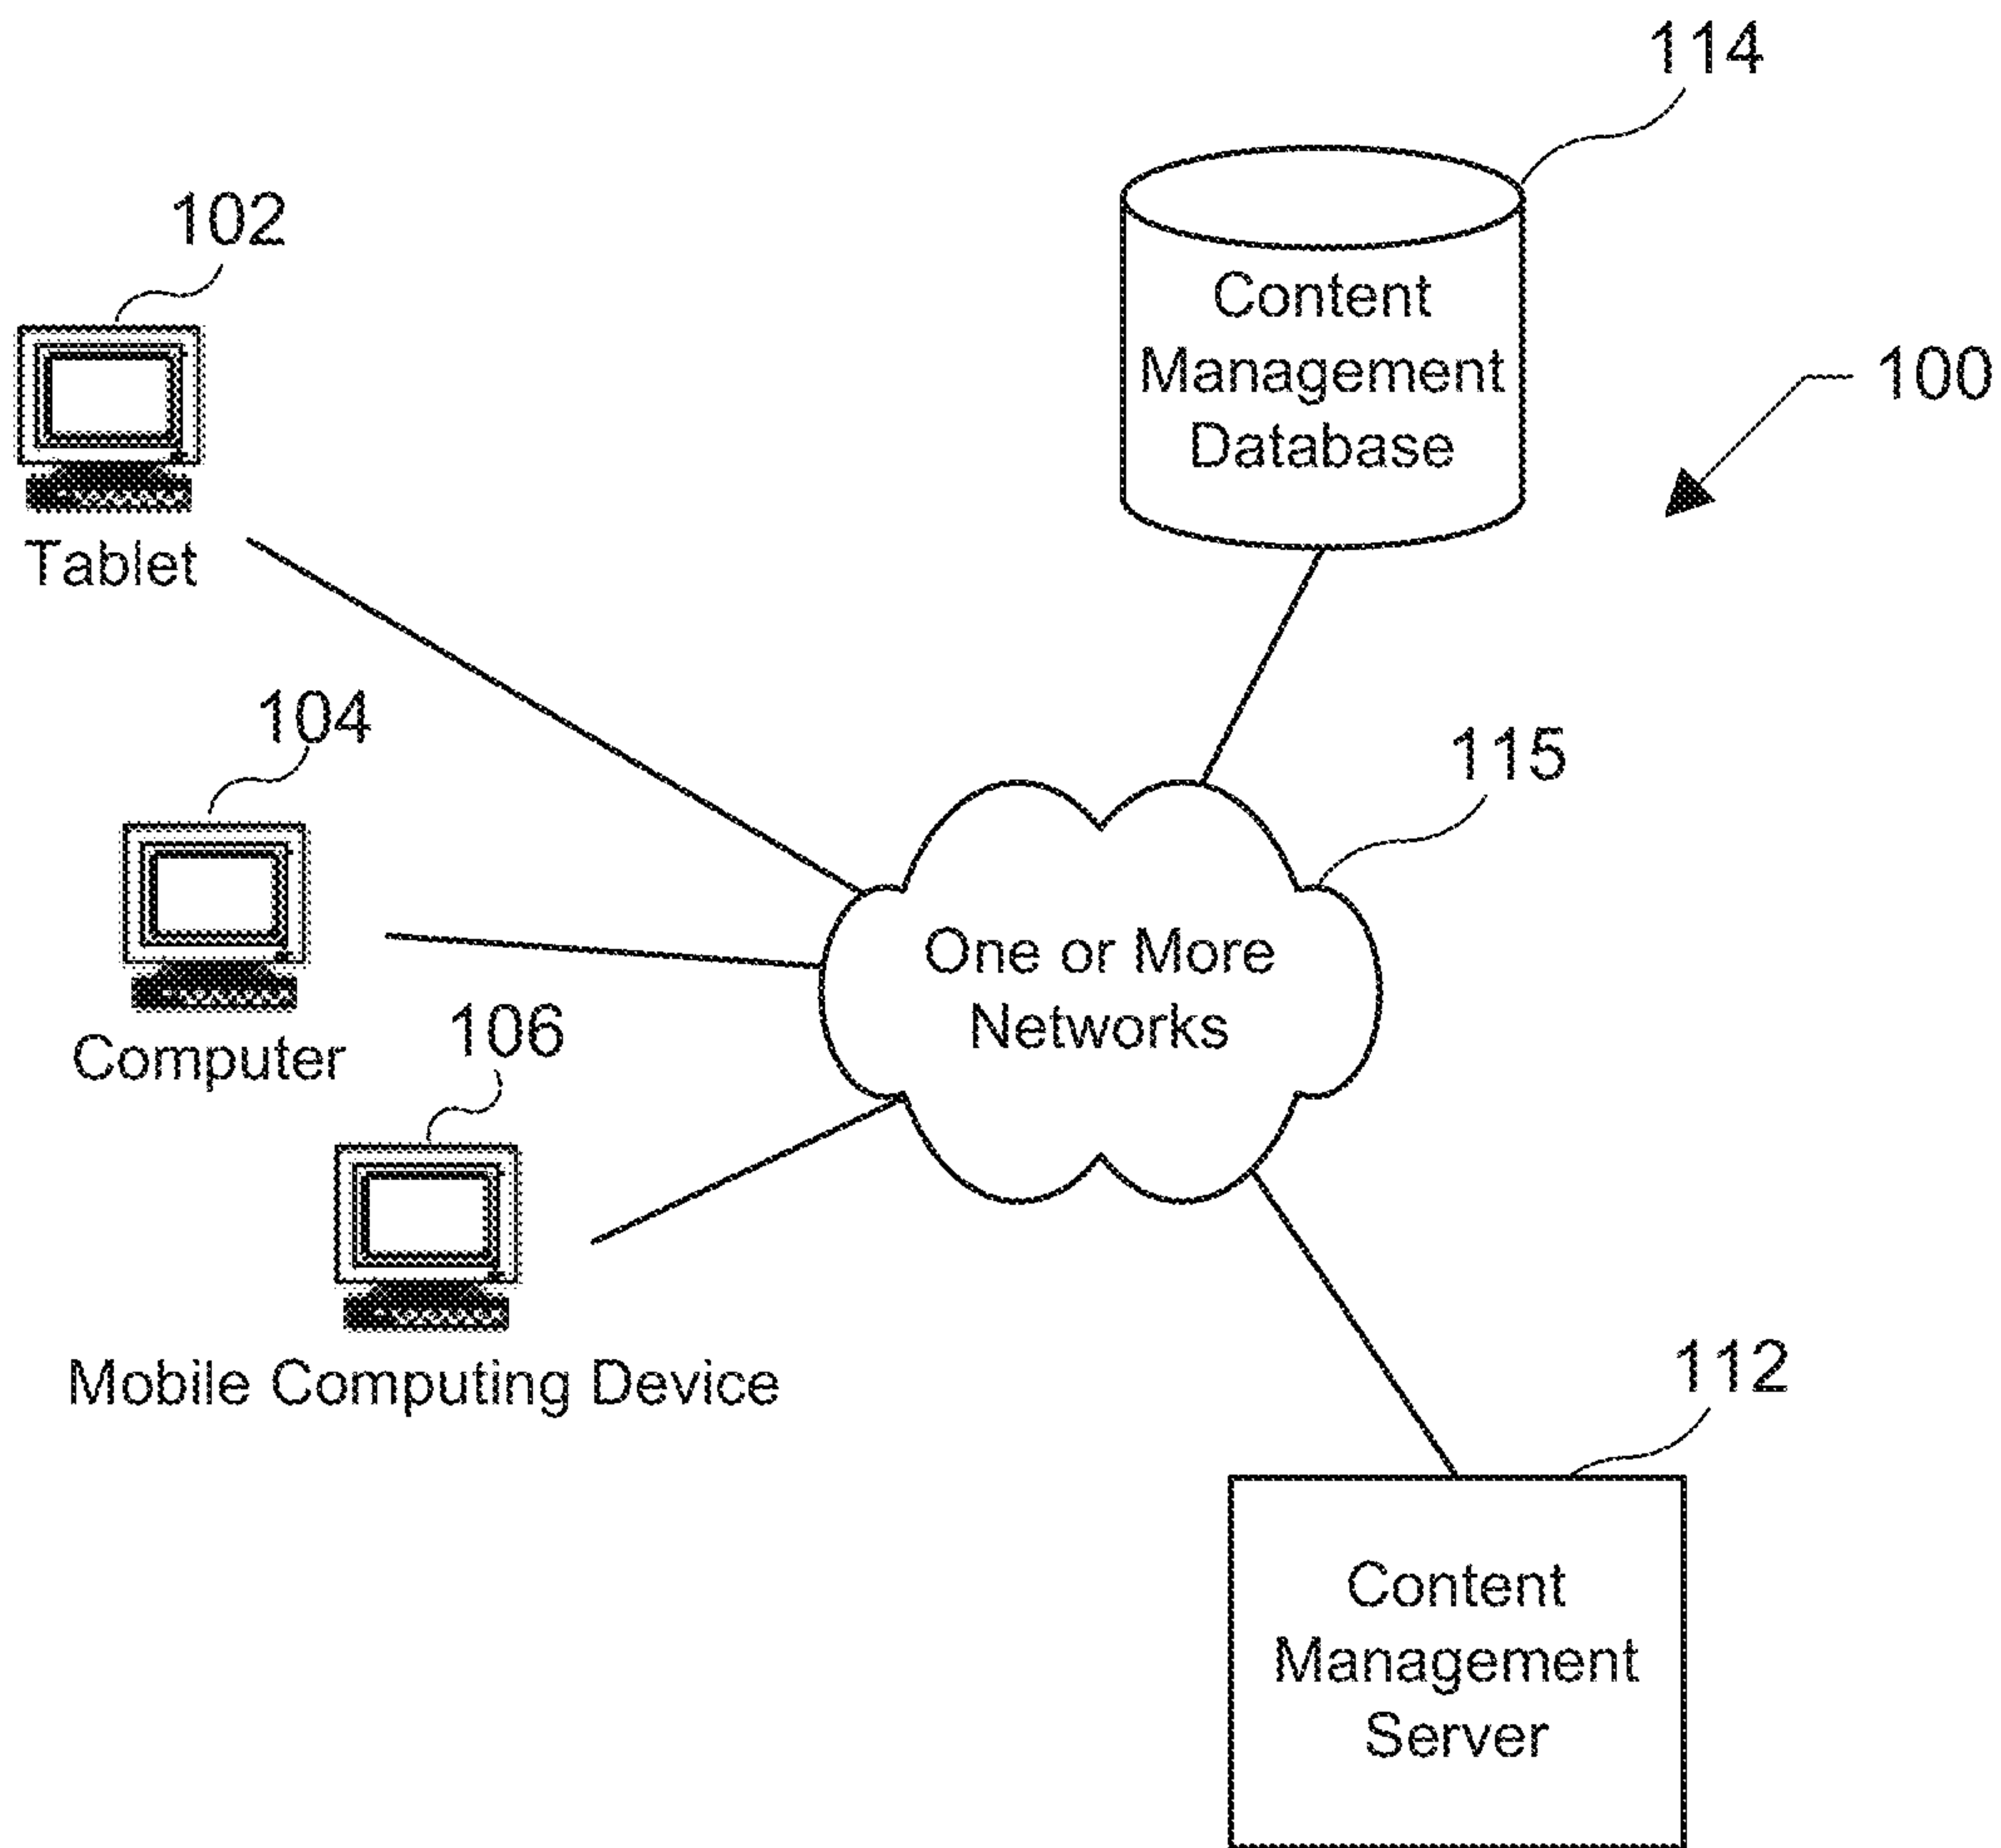 114
102
Content
Management
Database
100
Tablet
104
115
One or More
Networks
Computer
106
Mobile Computing Device
112
Content
Management
Server